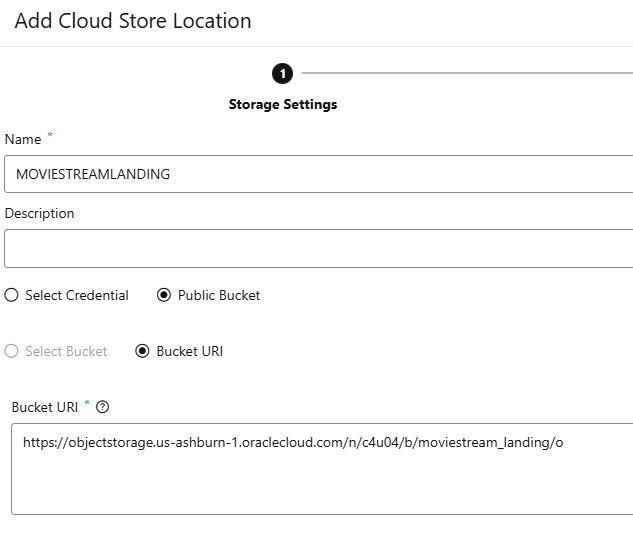 Add Cloud Store Location
1
Storage Settings
Name *
MOVIESTREAMLANDING
Description
Select Credential Public Bucket
Select Bucket Bucket URI
Bucket URI * ?
https://objectstorage.us-ashburn-1.oraclecloud.com/n/c4u04/b/moviestream_landing/o